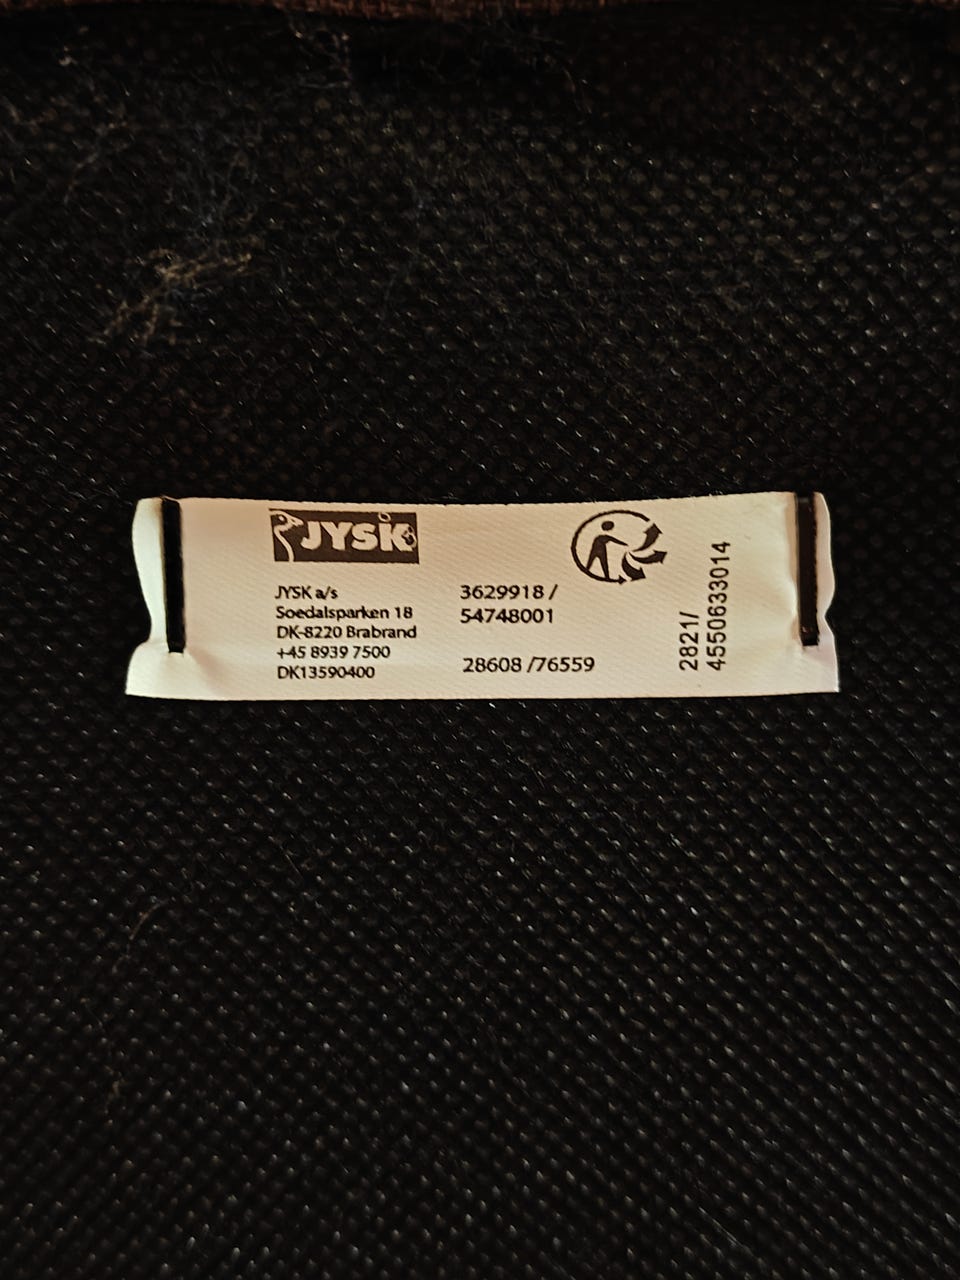 JYSK
JYSK a/s
Soedalsparken 18
DK-8220 Brabrand
+45 8939 7500
DK13590400
3629918 /
54748001
28608 /76559
2821/
4550633014